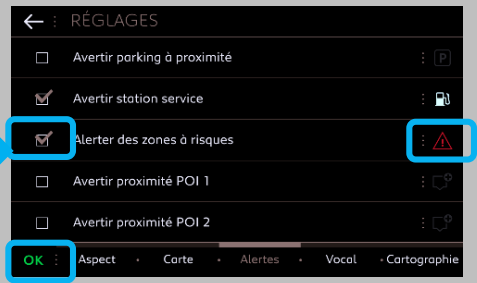 RÉGLAGES
Avertir parking à proximité P
Avertir station service
Alerter des zones à risques
Avertir proximité POI 1
Avertir proximité POI 2
OK Aspect • Carte • Alertes • Vocal • Cartographie